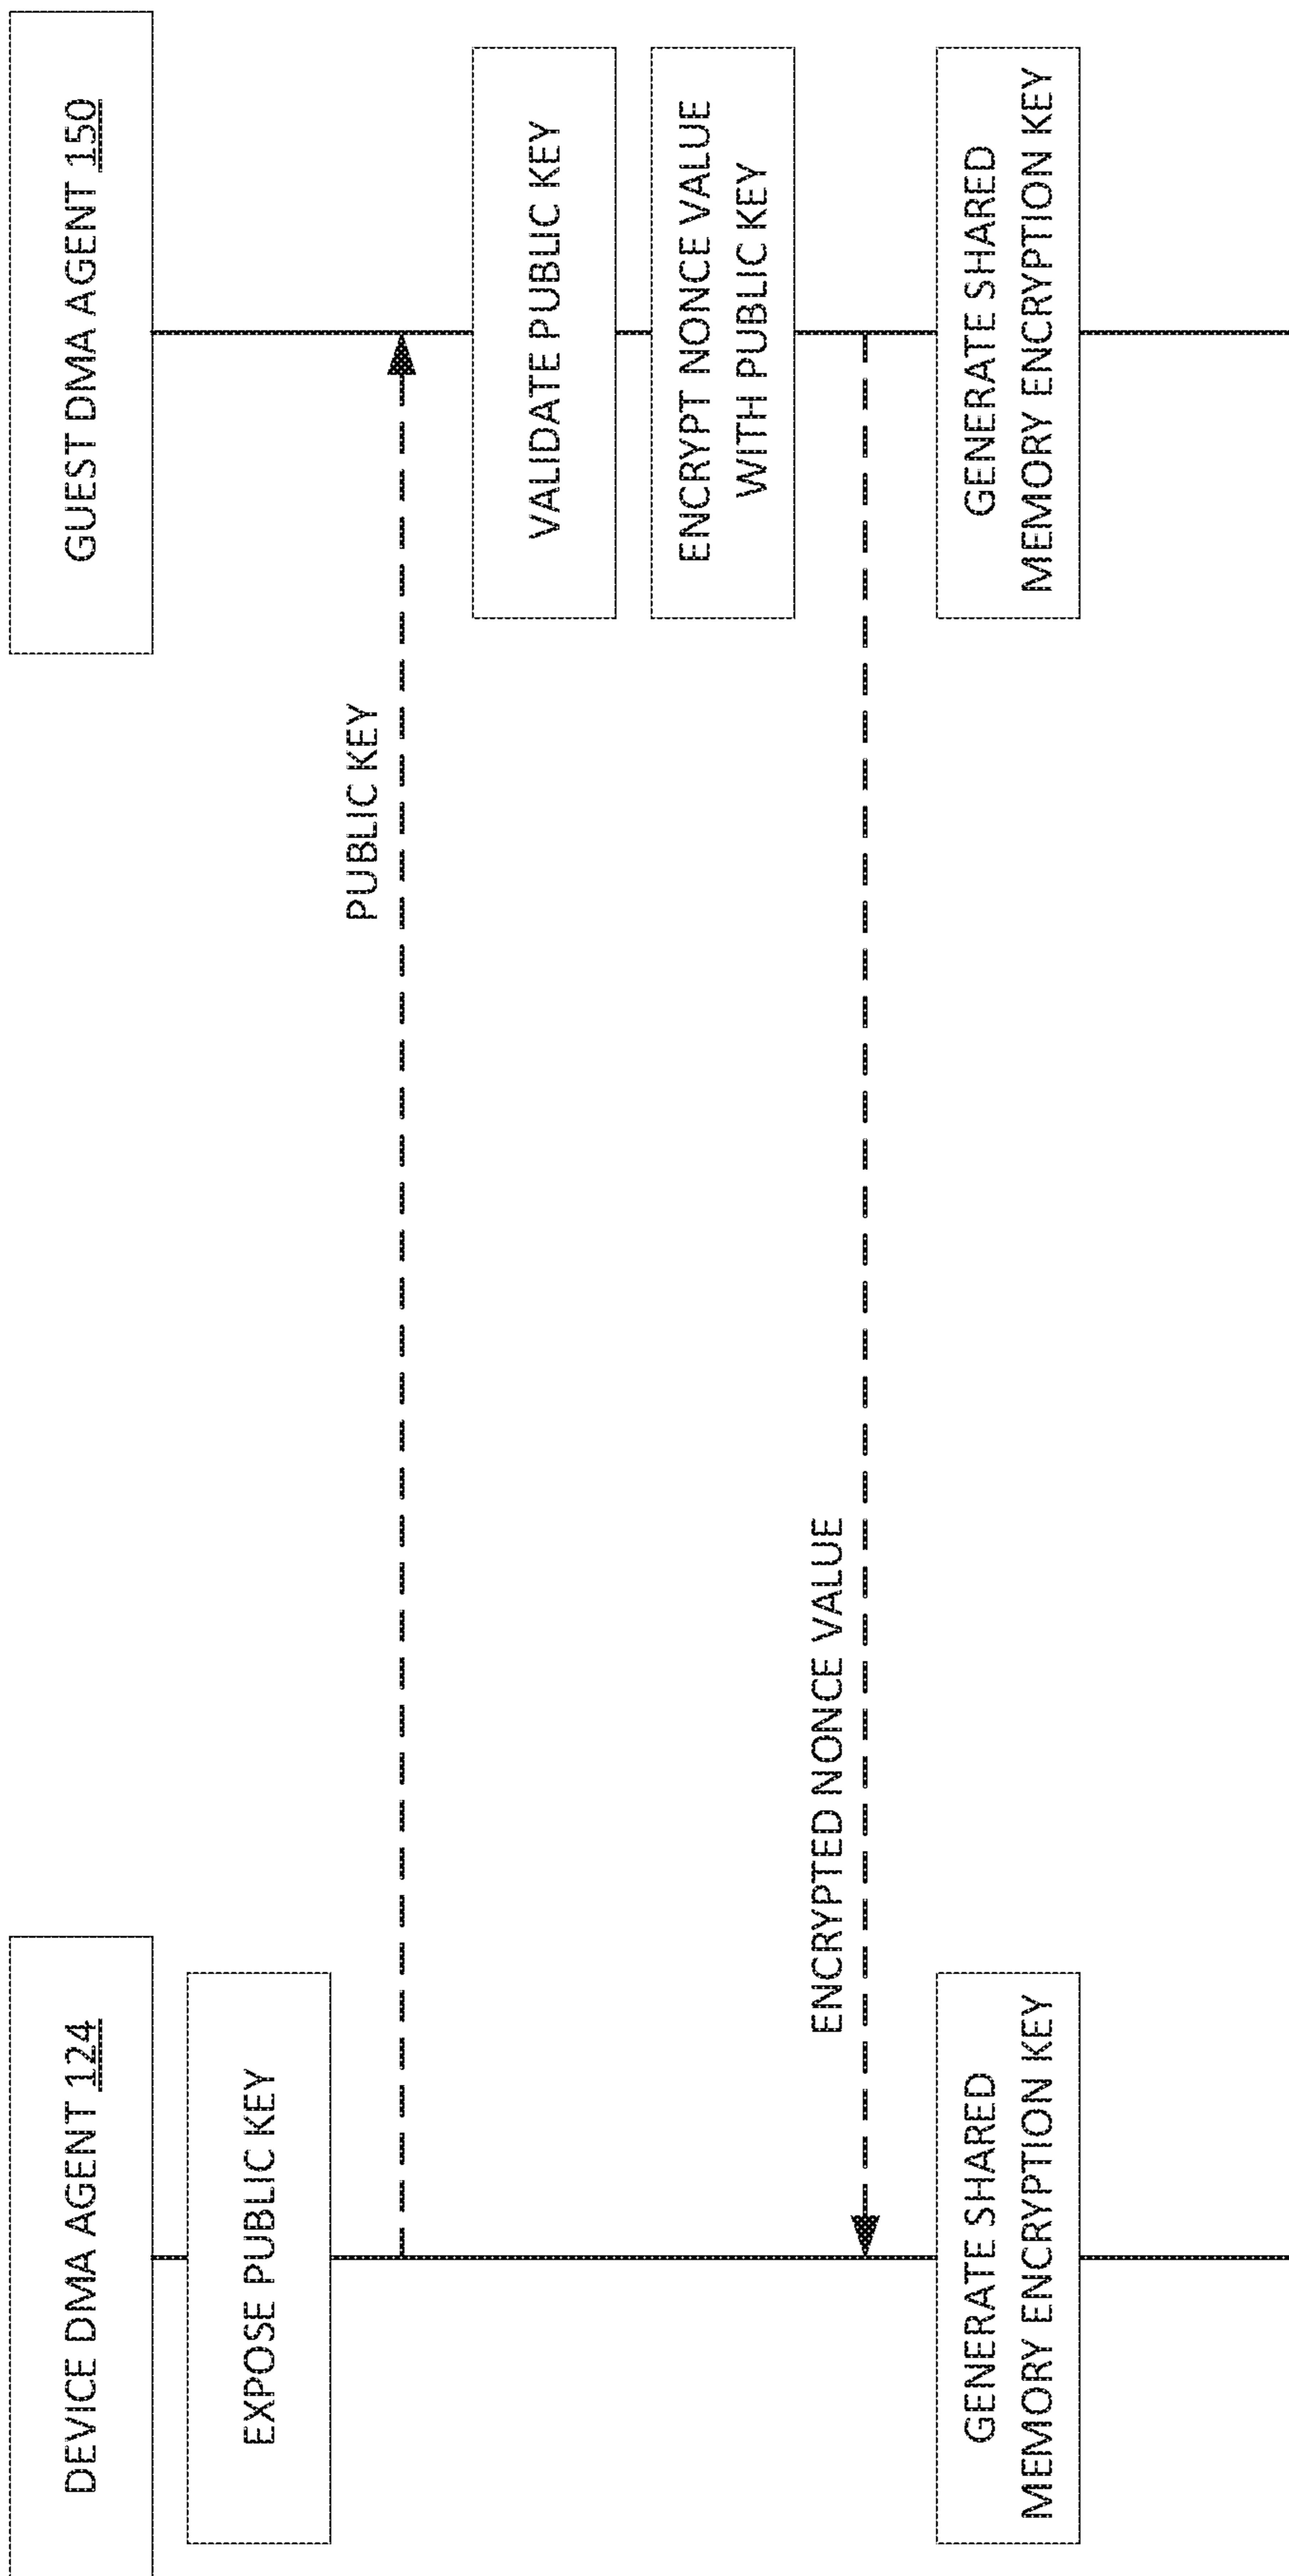 DEVICE DMA AGENT 124
GUEST DMA AGENT 150
EXPOSE PUBLIC KEY
PUBLIC KEY
VALIDATE PUBLIC KEY
ENCRYPT NONCE VALUE
WITH PUBLIC KEY
ENCRYPTED NONCE VALUE
GENERATE SHARED
MEMORY ENCRYPTION KEY
GENERATE SHARED
MEMORY ENCRYPTION KEY